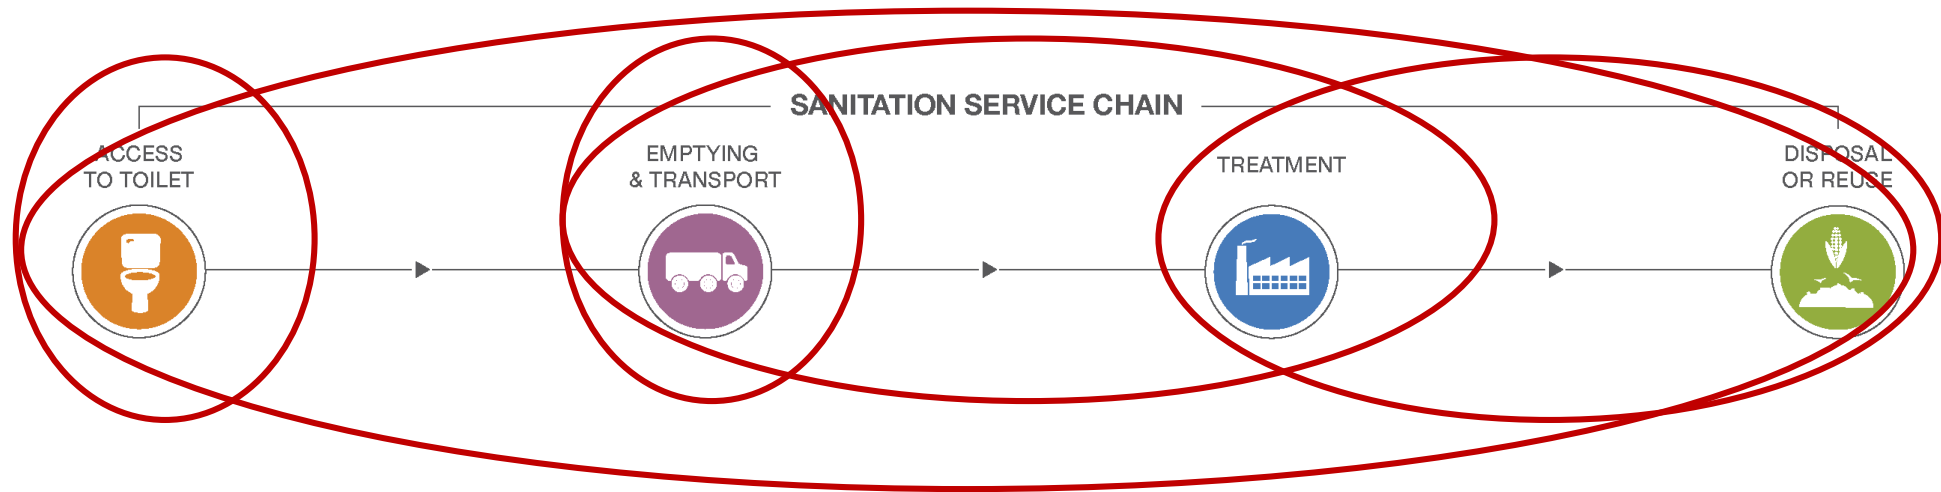 SANITATION SERVICE CHAIN
ACCESS
TO TOILET
EMPTYING
& TRANSPORT
TREATMENT
DISPOSAL
OR REUSE